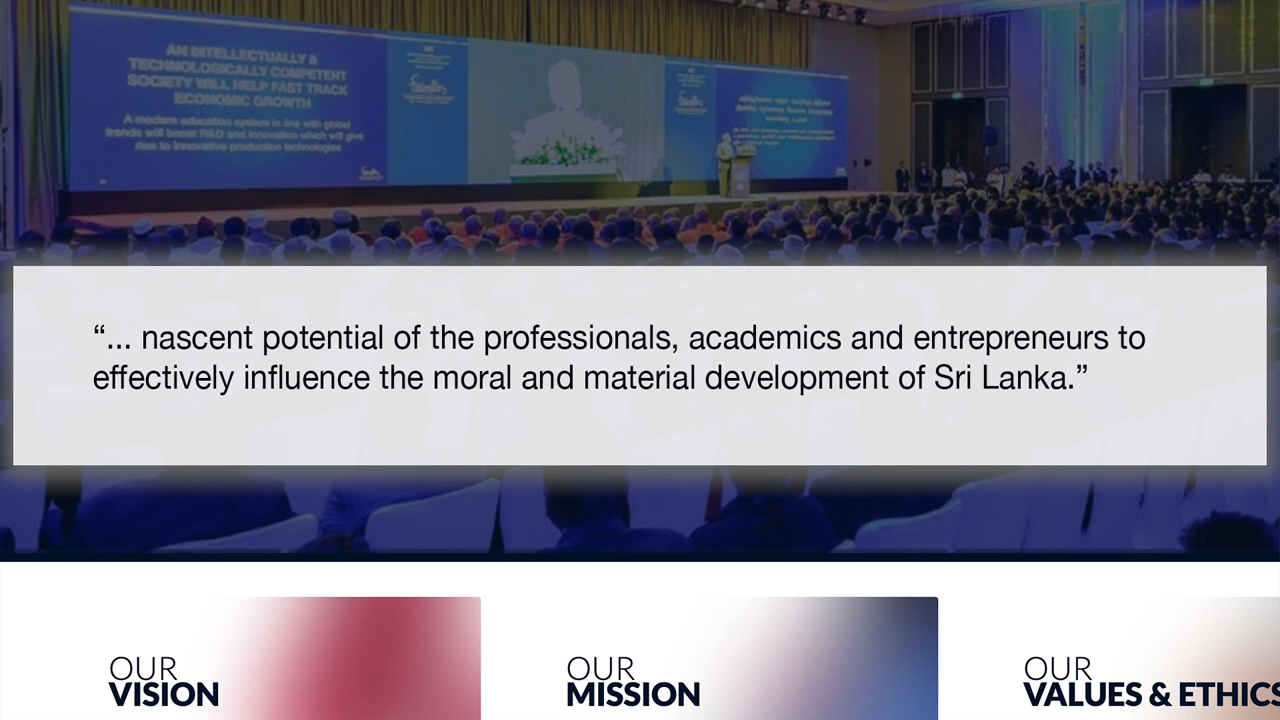 AN INTELLECTUALLY &
TECHNOLOGICALLY COMPETENT
SOCIETY WILL HELP FAST TRACK
ECONOMIC GROWTH
A modern education system in line with global
trends will boost R&D and innovation which will give
rise to innovative production technologies
“... nascent potential of the professionals, academics and entrepreneurs to
effectively influence the moral and material development of Sri Lanka.”
OUR
VISION
OUR
MISSION
OUR
VALUES & ETHICS